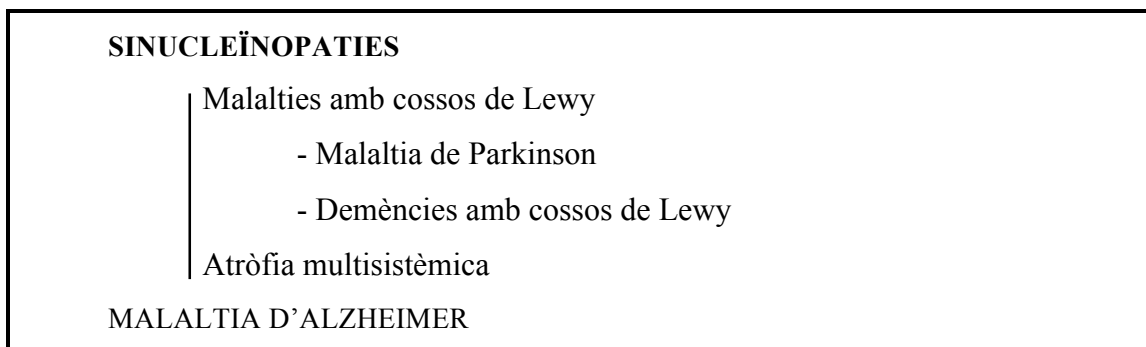 SINUCLEÏNOPATIES
Malalties amb cossos de Lewy
- Malaltia de Parkinson
- Demències amb cossos de Lewy
Atròfia multisistèmica
MALALTIA D’ALZHEIMER